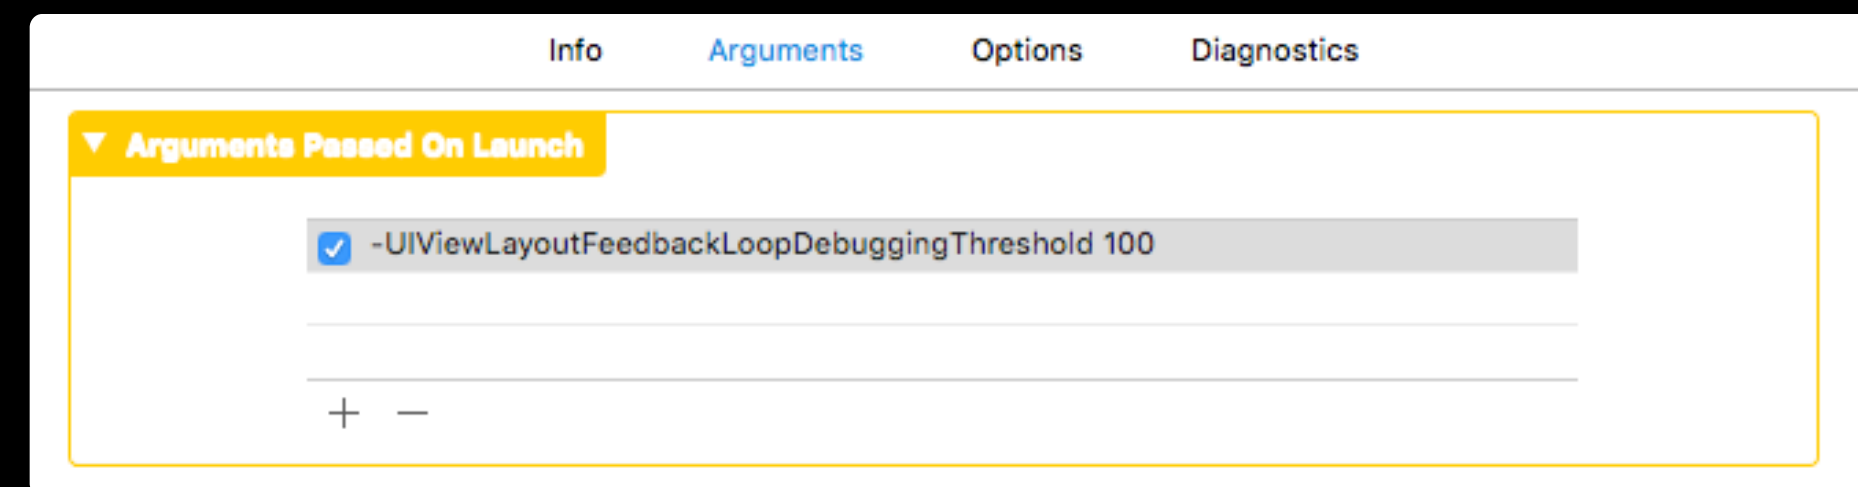 Info Arguments Options Diagnostics
Arguments Passed On Launch
-UIViewLayoutFeedbackLoopDebuggingThreshold 100